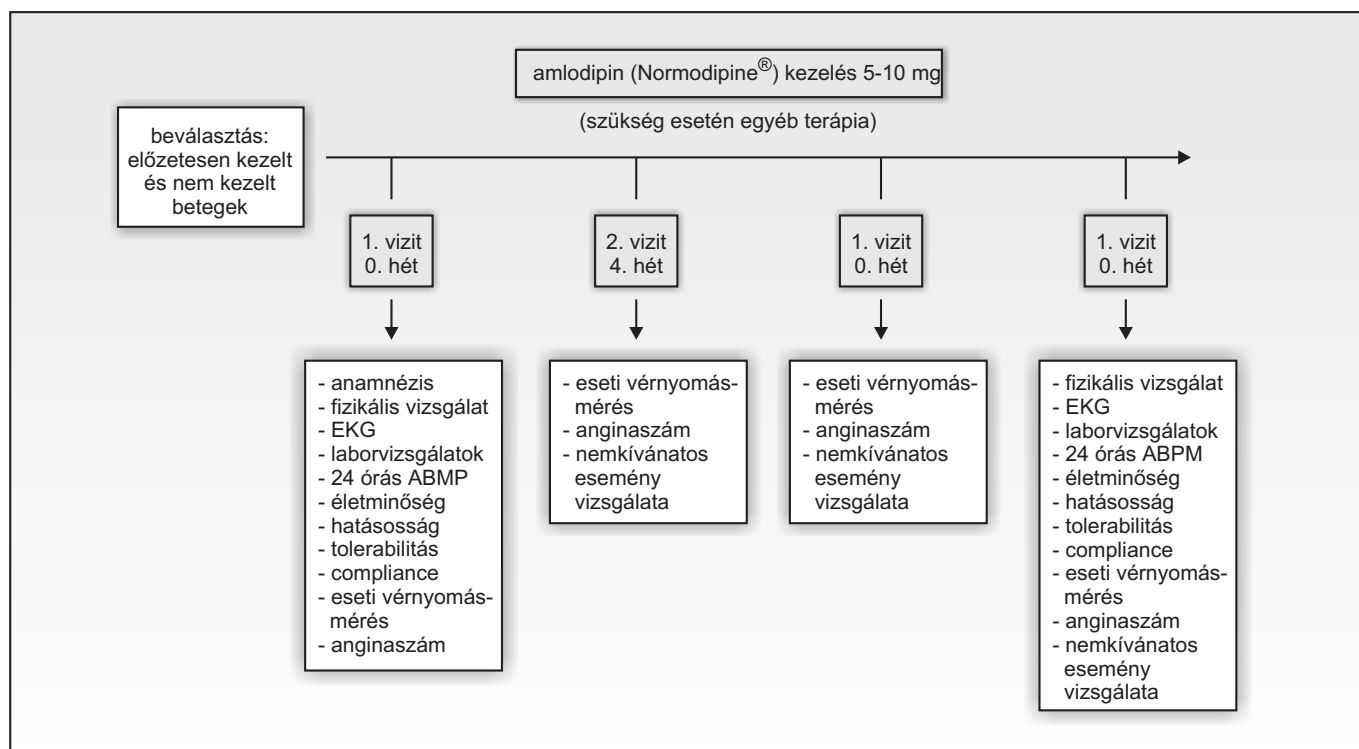 amlodipin (Normodipine®) kezelés 5-10 mg
(szükség esetén egyéb terápia)
beválasztás:
előzetesen kezelt
és nem kezelt
betegek
1. vizit
0. hét
2. vizit
4. hét
1. vizit
0. hét
1. vizit
0. hét
- anamnézis
- fizikális vizsgálat
- EKG
- laborvizsgálatok
- 24 órás ABMP
- életminőség
- hatásosság
- tolerabilitás
- compliance
- eseti vérnyomás-
mérés
- anginaszám
- eseti vérnyomás-
mérés
- anginaszám
- nemkívánatos
esemény
vizsgálata
- eseti vérnyomás-
mérés
- anginaszám
- nemkívánatos
esemény
vizsgálata
- fizikális vizsgálat
- EKG
- laborvizsgálatok
- 24 órás ABPM
- életminőség
- hatásosság
- tolerabilitás
- compliance
- eseti vérnyomás-
mérés
- anginaszám
- nemkívánatos
esemény
vizsgálata